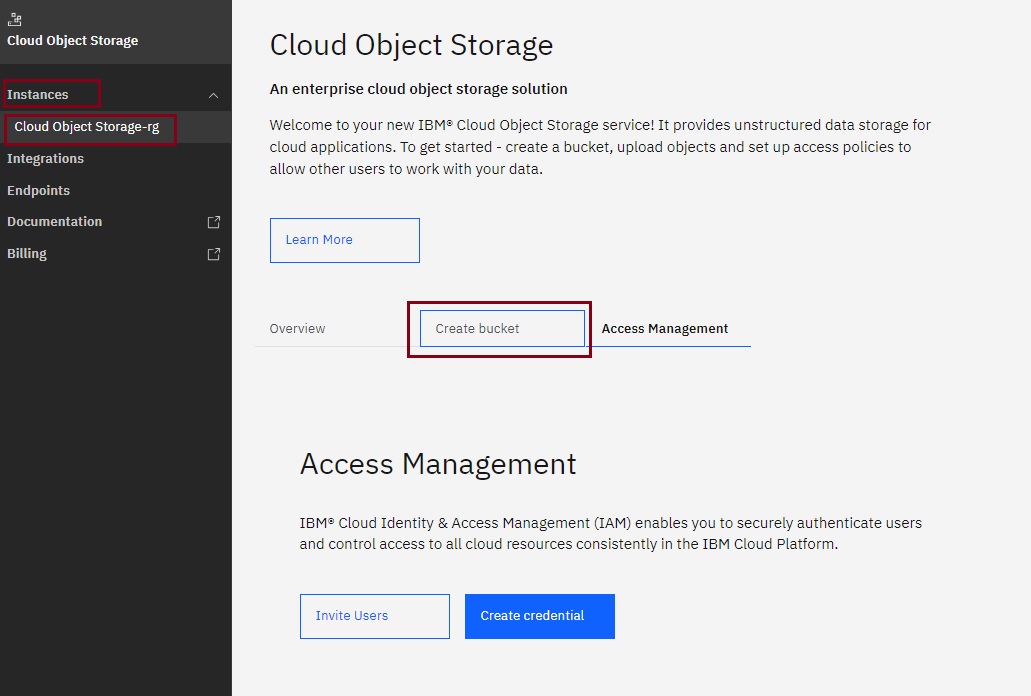 Cloud Object Storage
Instances
Cloud Object Storage-rg
Integrations
Endpoints
Documentation
Billing
Cloud Object Storage
An enterprise cloud object storage solution
Welcome to your new IBM® Cloud Object Storage service! It provides unstructured data storage for
cloud applications. To get started - create a bucket, upload objects and set up access policies to
allow other users to work with your data.
Learn More
Overview
Create bucket
Access Management
Access Management
IBM® Cloud Identity & Access Management (IAM) enables you to securely authenticate users
and control access to all cloud resources consistently in the IBM Cloud Platform.
Invite Users
Create credential